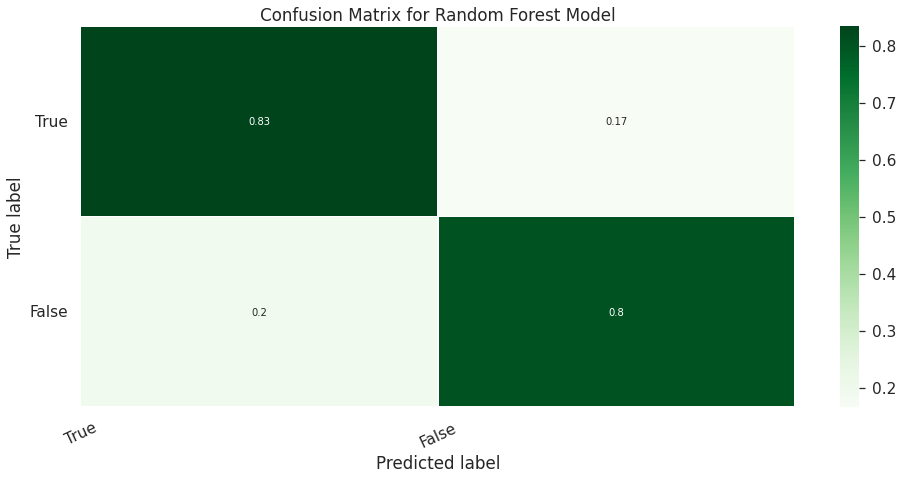 Confusion Matrix for Random Forest Model
True label
True
0.83
0.17
False
0.2
0.8
True
False
Predicted label
0.8
0.7
0.6
0.5
0.4
0.3
0.2